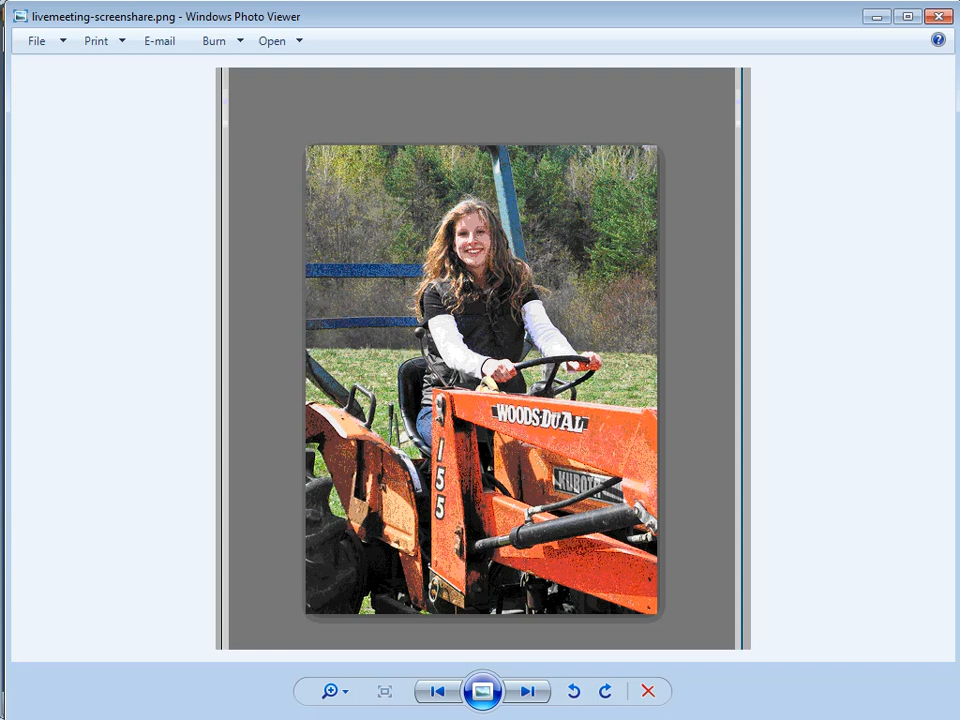 livemeeting-screenshare.png - Windows Photo Viewer
File Print E-mail Burn Open
WOODS-DUAL
155
KUBOTA